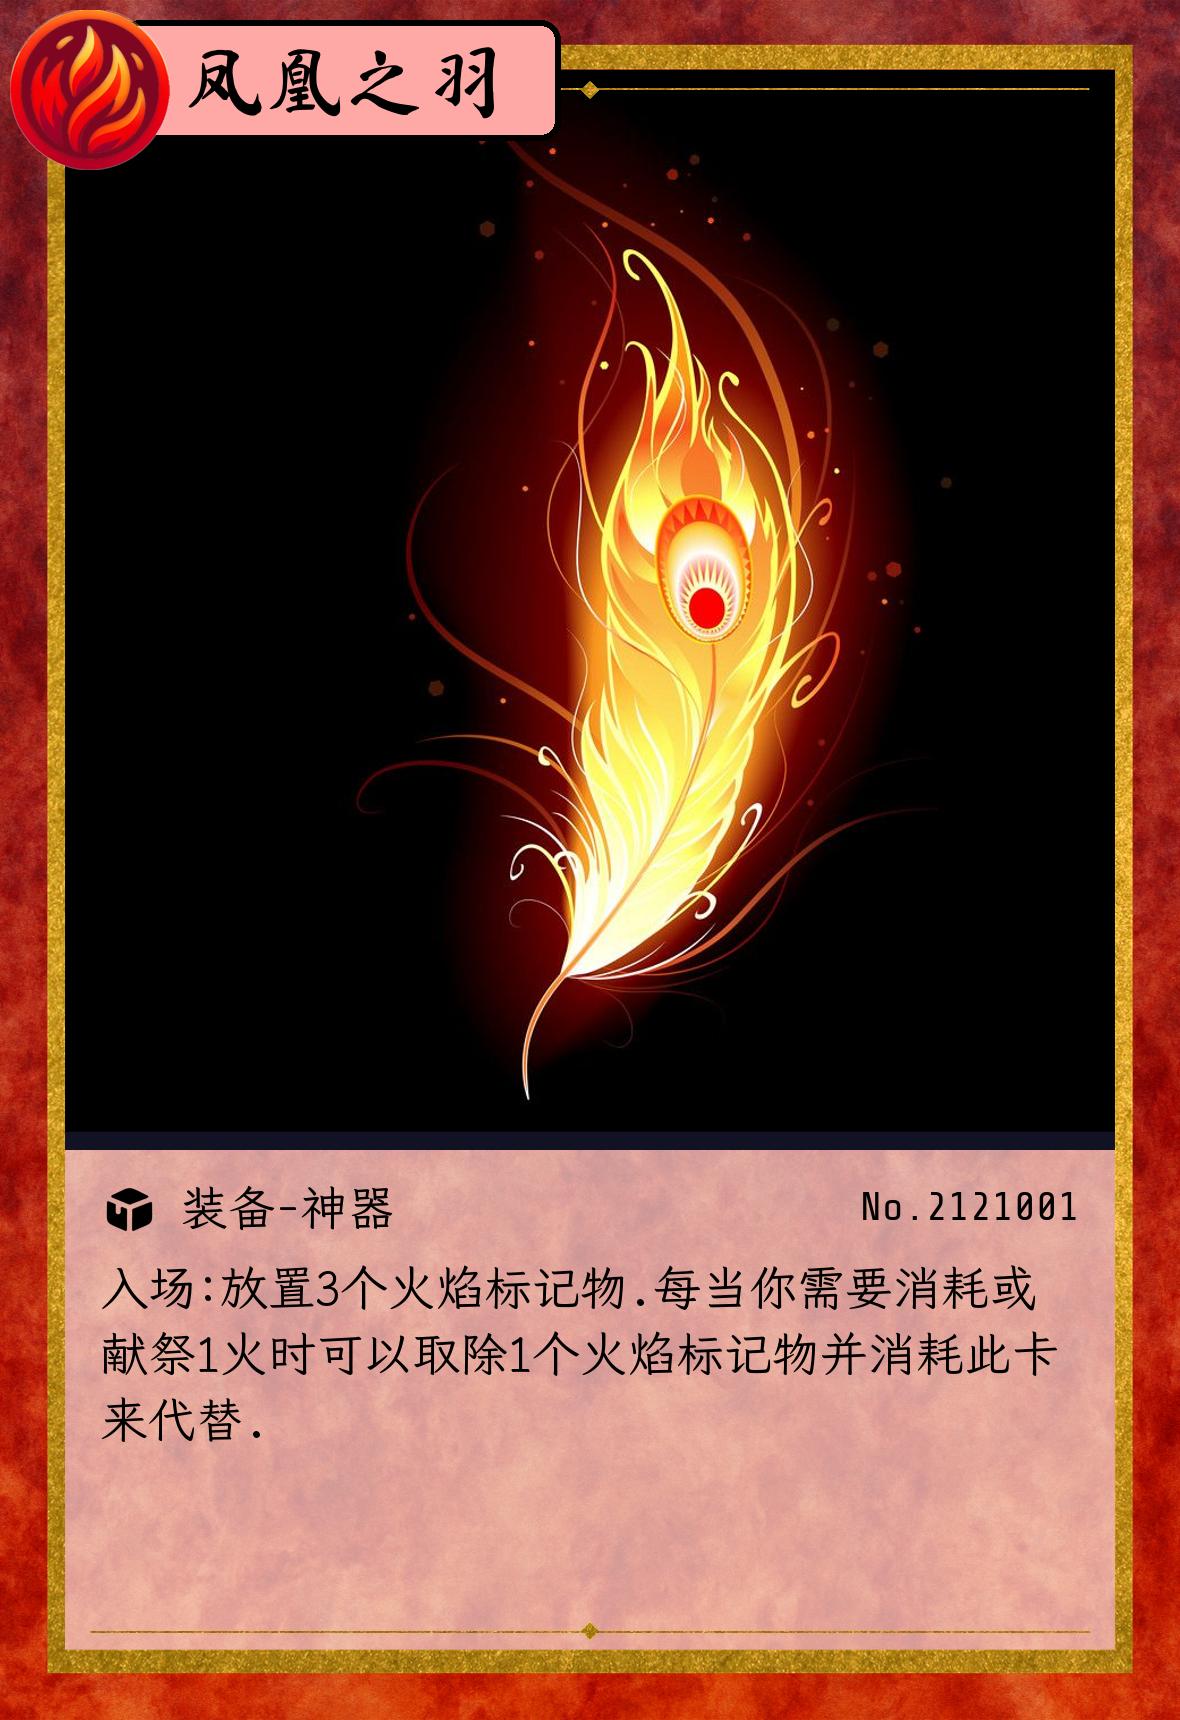 凤凰之羽
装备-神器
No.2121001
入场:放置3个火焰标记物.每当你需要消耗或
献祭1火时可以取除1个火焰标记物并消耗此卡
来代替.